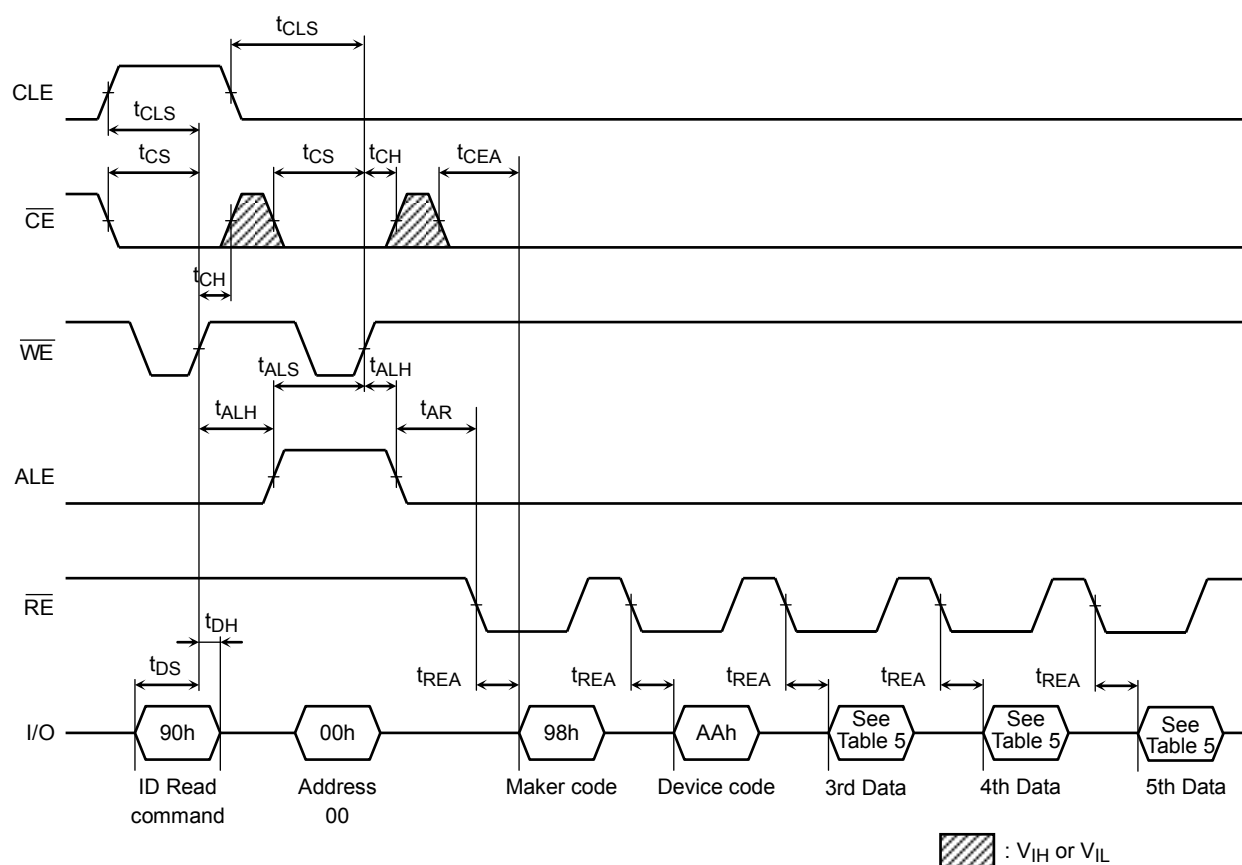 tCLS
CLE
tCLS
tCS
tCS
tCH
tCEA
CE
tCH
WE
tALS
tALH
tALH
tAR
ALE
RE
tDH
tDS
tREA
tREA
tREA
tREA
tREA
I/O
90h
00h
98h
AAh
See
Table 5
See
Table 5
See
Table 5
ID Read
command
Address
00
Maker code
Device code
3rd Data
4th Data
5th Data
: VIH or VIL